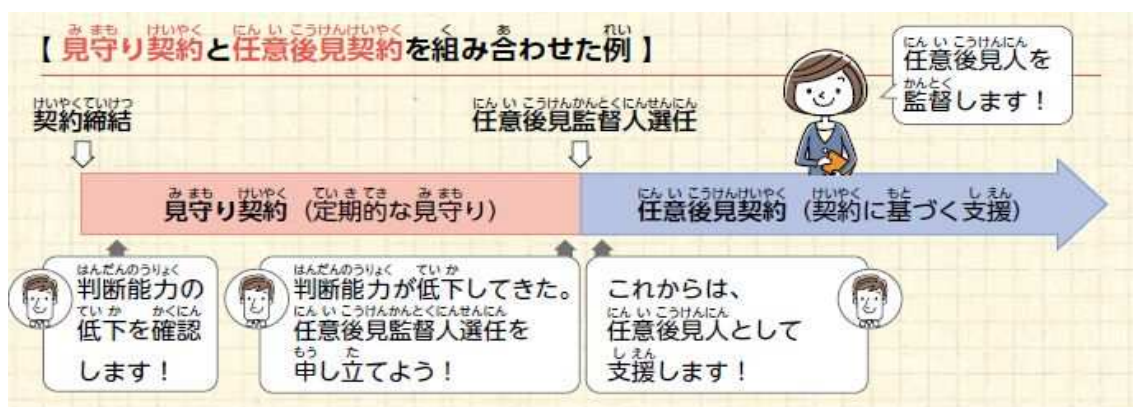 【 見守り契約と任意後見契約を組み合わせた例 】
任意後見人を
監督します！
契約締結
任意後見監督人選任
見守り契約（定期的な見守り）
任意後見契約（契約に基づく支援）
判断能力の
低下を確認
します！
判断能力が低下してきた。
任意後見監督人選任を
申し立てよう！
これからは、
任意後見人として
支援します！